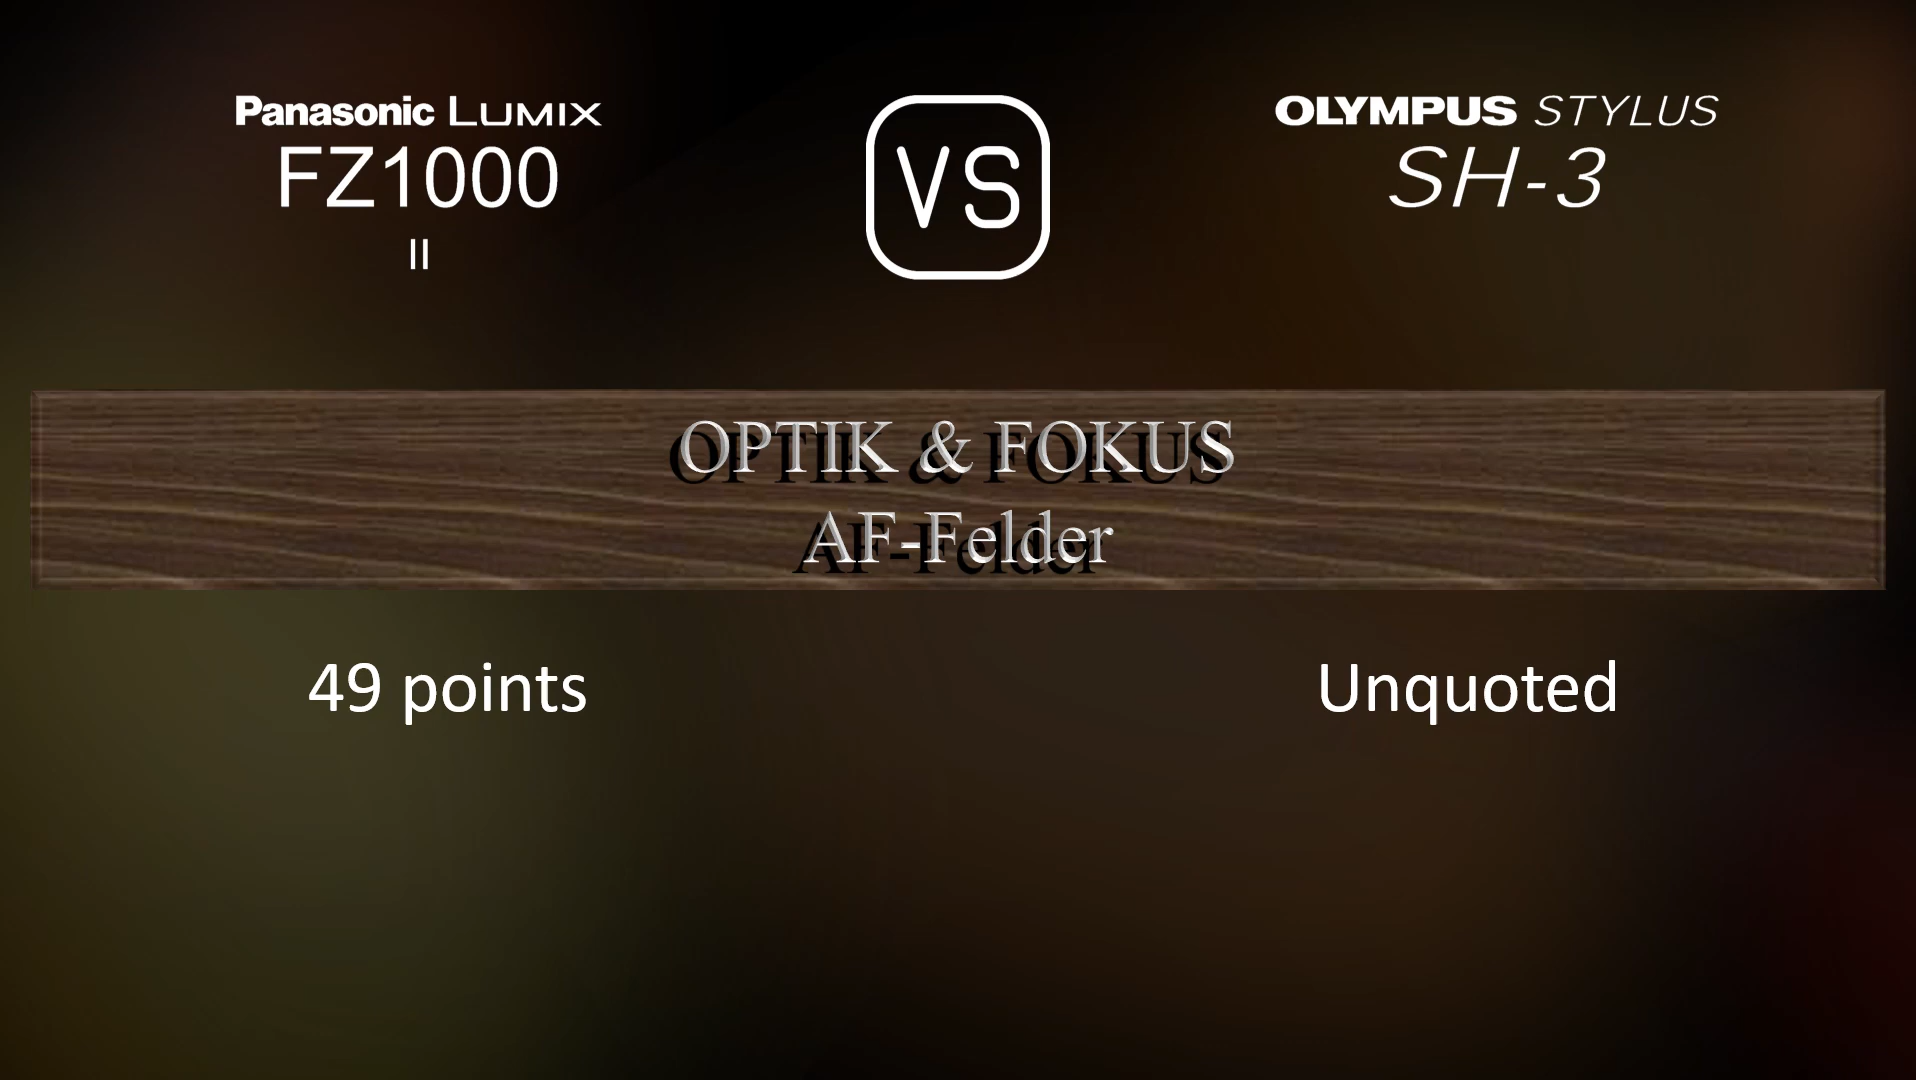 Panasonic LUMIX
FZ1000
II
VS
OLYMPUS STYLUS
SH-3
OPTIK & FOKUS
AF-Felder
49 points
Unquoted